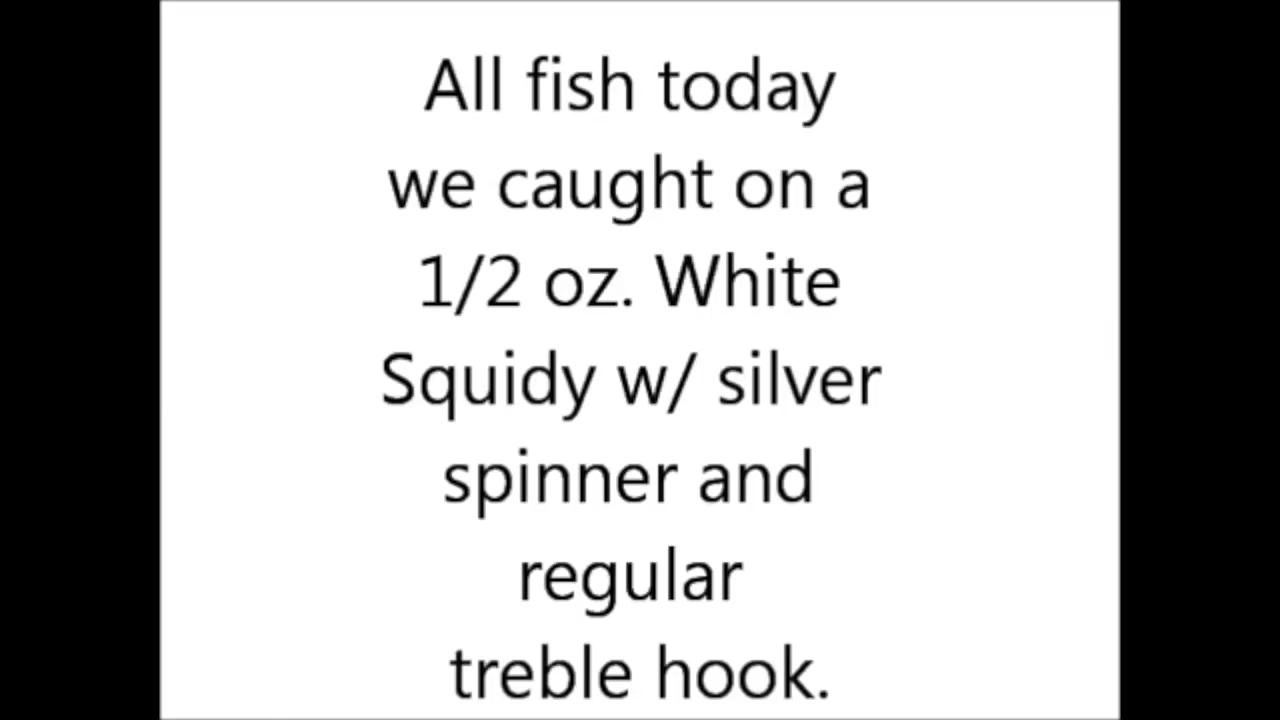 All fish today
we caught on a
1/2 oz. White
Squidy w/ silver
spinner and
regular
treble hook.